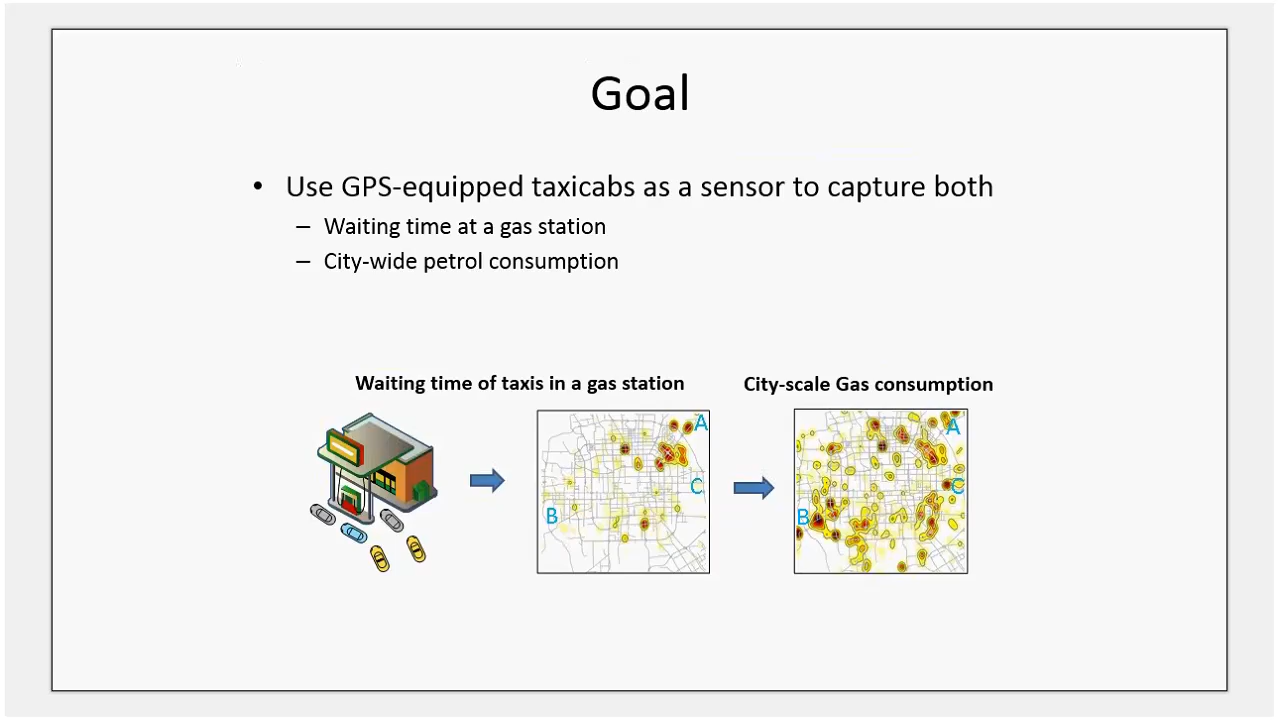 Goal
• Use GPS-equipped taxicabs as a sensor to capture both
– Waiting time at a gas station
– City-wide petrol consumption
Waiting time of taxis in a gas station
City-scale Gas consumption
A
C
B
A
C
B